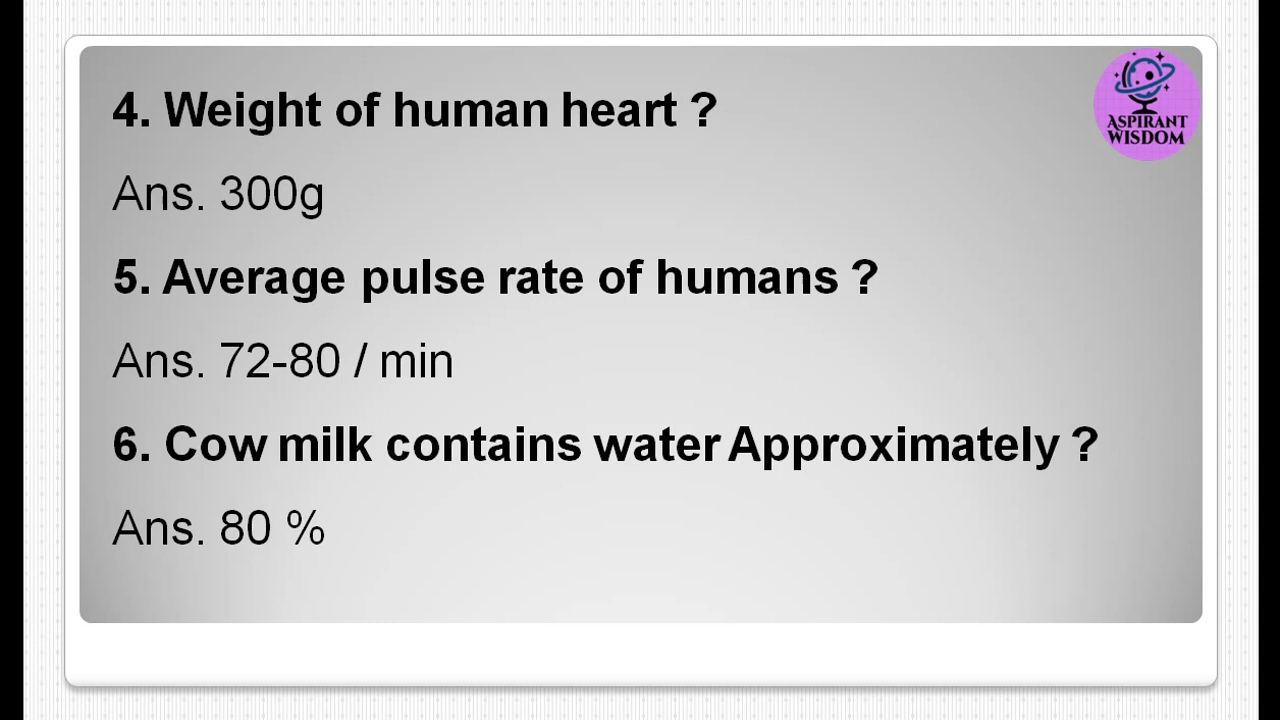 ASPIRANT
WISDOM
4. Weight of human heart ?
Ans. 300g
5. Average pulse rate of humans ?
Ans. 72-80 / min
6. Cow milk contains water Approximately ?
Ans. 80 %